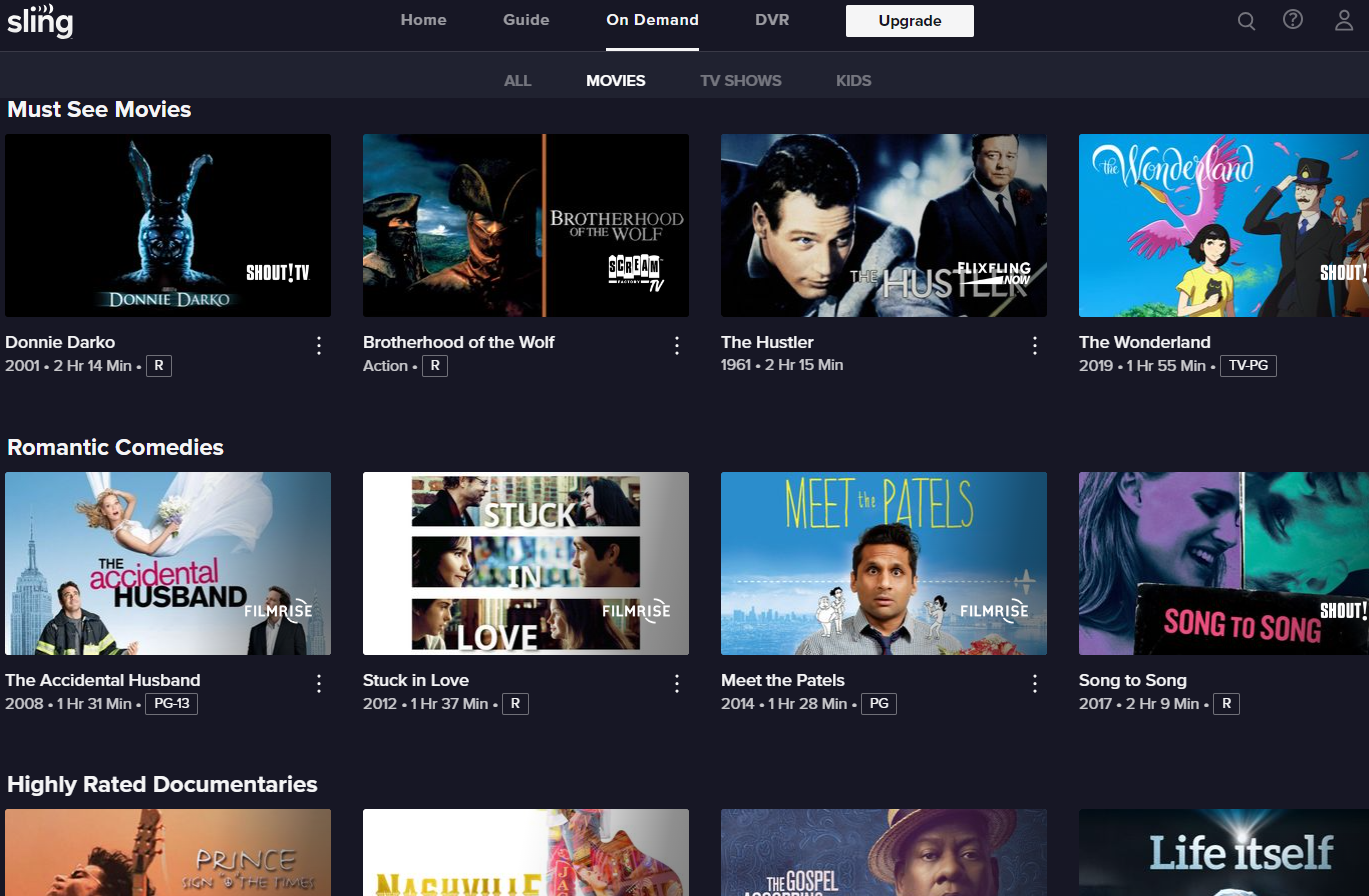 sling
Home
Guide
On Demand
DVR
Upgrade
ALL
MOVIES
TV SHOWS
KIDS
Must See Movies
SHOUT!TV
DONNIE DARKO
BROTHERHOOD
OF THE WOLF
SCREAM
FACTORY TV
THE HUSTLER
FLIXFLING
NOW
the Wonderland
SHOUT!
Donnie Darko
2001 • 2 Hr 14 Min • R
Brotherhood of the Wolf
Action • R
The Hustler
1961 • 2 Hr 15 Min
The Wonderland
2019 • 1 Hr 55 Min • TV-PG
Romantic Comedies
THE
accidental
HUSBAND
FILMRISE
STUCK
IN
LOVE
FILMRISE
MEET the PATELS
FILMRISE
SONG TO SONG
SHOUT!
The Accidental Husband
2008 • 1 Hr 31 Min • PG-13
Stuck in Love
2012 • 1 Hr 37 Min • R
Meet the Patels
2014 • 1 Hr 28 Min • PG
Song to Song
2017 • 2 Hr 9 Min • R
Highly Rated Documentaries
PRINCE
SIGN "☮" THE TIMES
NASHVILLE
THE GOSPEL
ACCORDING
Life itself